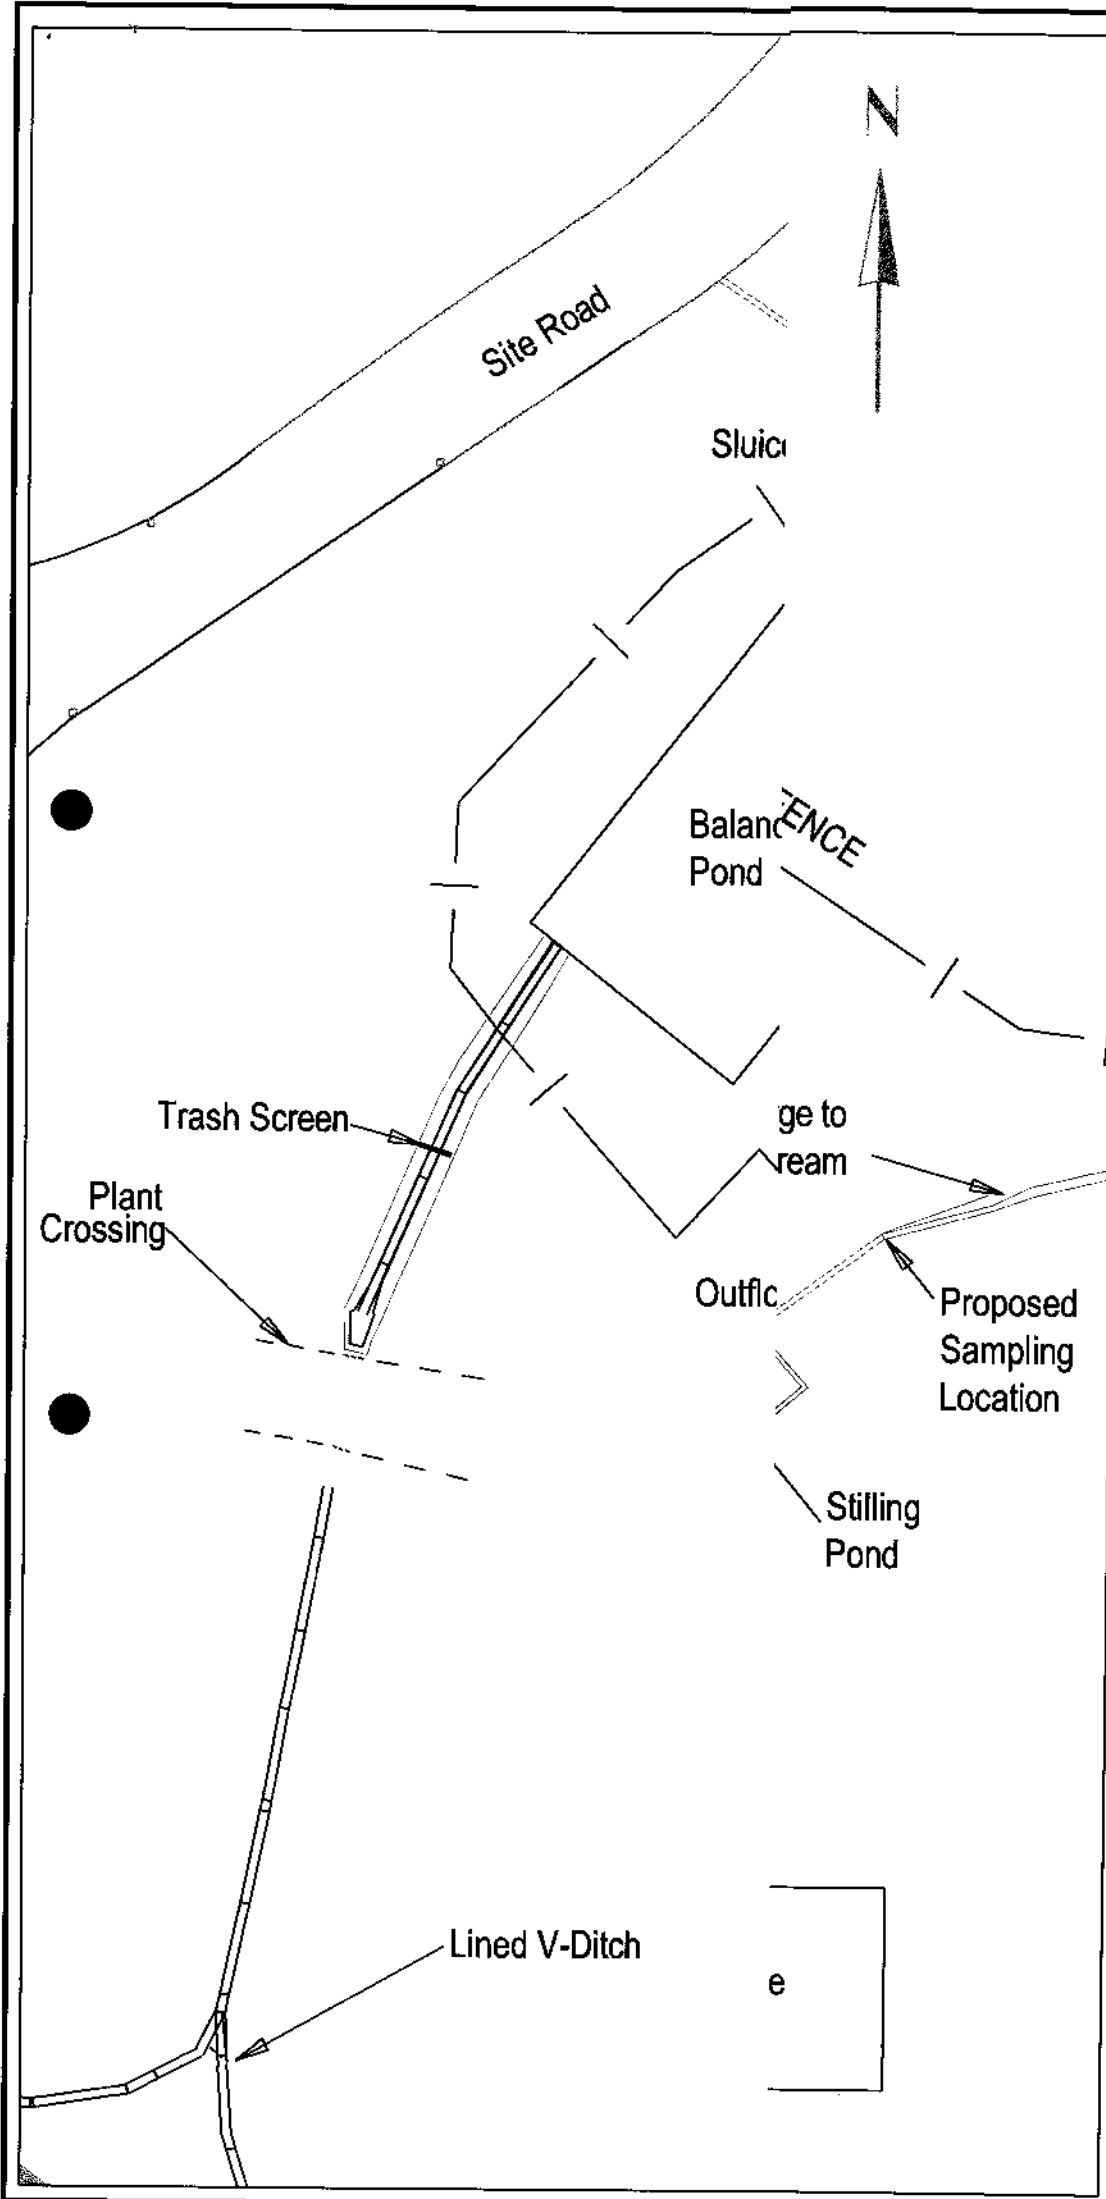 N
Site Road
Sluic
Balanc
Pond
ENCE
Trash Screen
ge to
ream
Plant
Crossing
Outflo
Proposed
Sampling
Location
Stilling
Pond
Lined V-Ditch
e